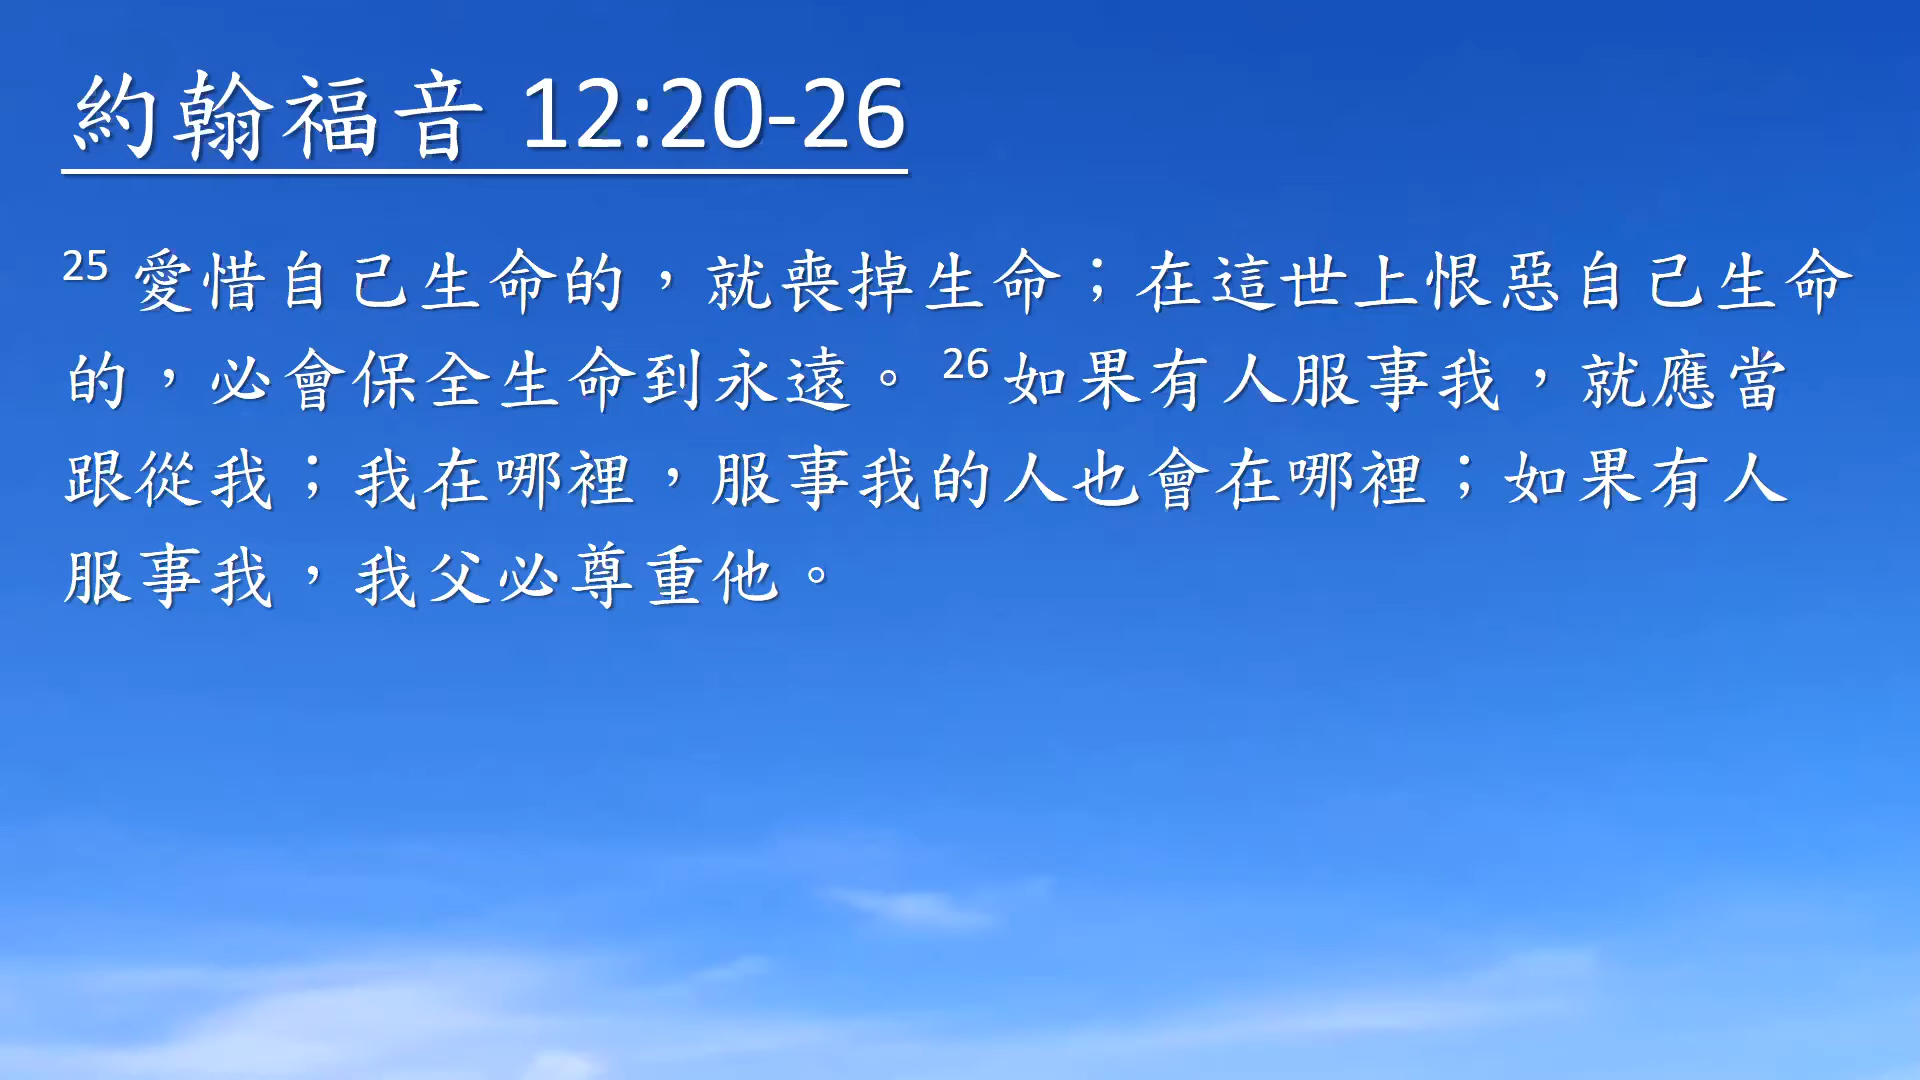 約翰福音 12:20-26
25 愛惜自己生命的，就喪掉生命；在這世上恨惡自己生命
的，必會保全生命到永遠。 26 如果有人服事我，就應當
跟從我；我在哪裡，服事我的人也會在哪裡；如果有人
服事我，我父必尊重他。